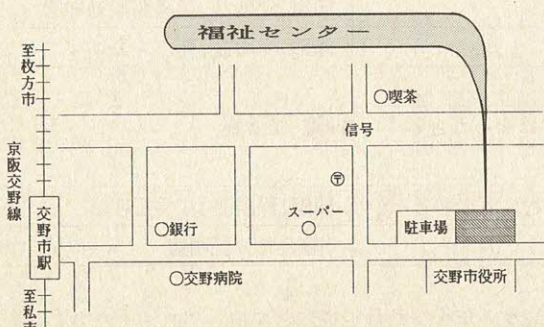 福祉センター
至枚方市
京阪交野線
交野市駅
至私市
○喫茶
信号
〒
スーパー
○
○銀行
駐車場
○交野病院
交野市役所